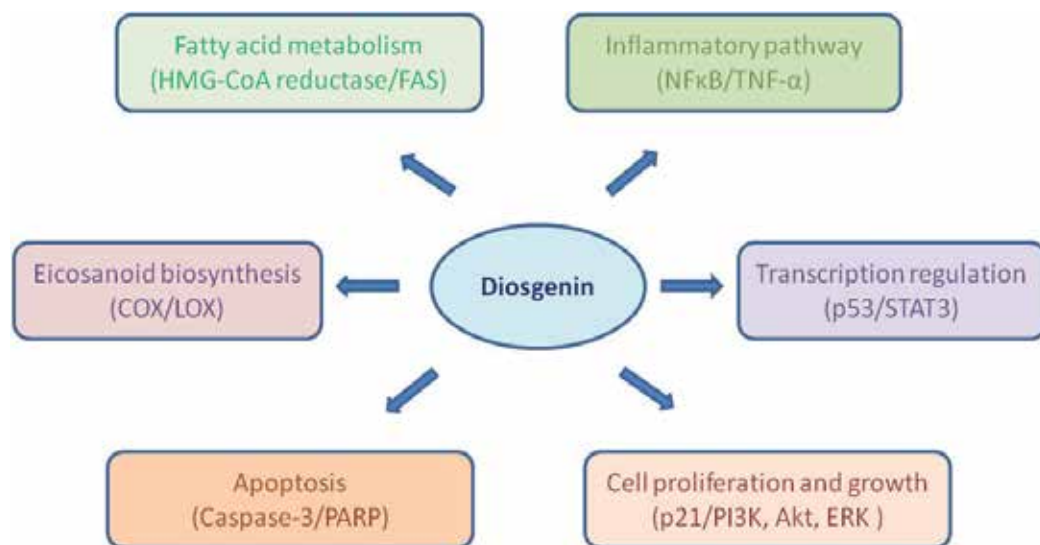 Fatty acid metabolism
(HMG-CoA reductase/FAS)
Inflammatory pathway
(NFκB/TNF-α)
Eicosanoid biosynthesis
(COX/LOX)
Diosgenin
Transcription regulation
(p53/STAT3)
Apoptosis
(Caspase-3/PARP)
Cell proliferation and growth
(p21/PI3K, Akt, ERK )